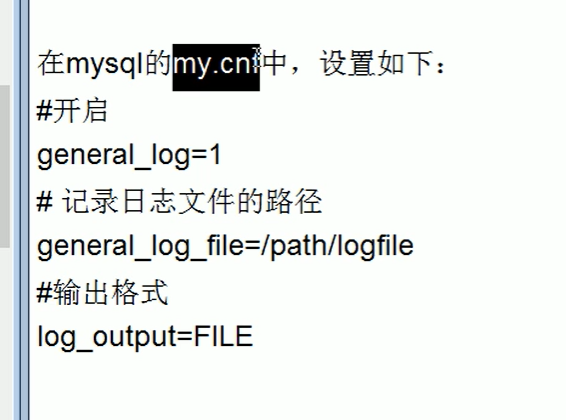 在mysql的my.cnf中，设置如下：
#开启
general_log=1
# 记录日志文件的路径
general_log_file=/path/logfile
#输出格式
log_output=FILE